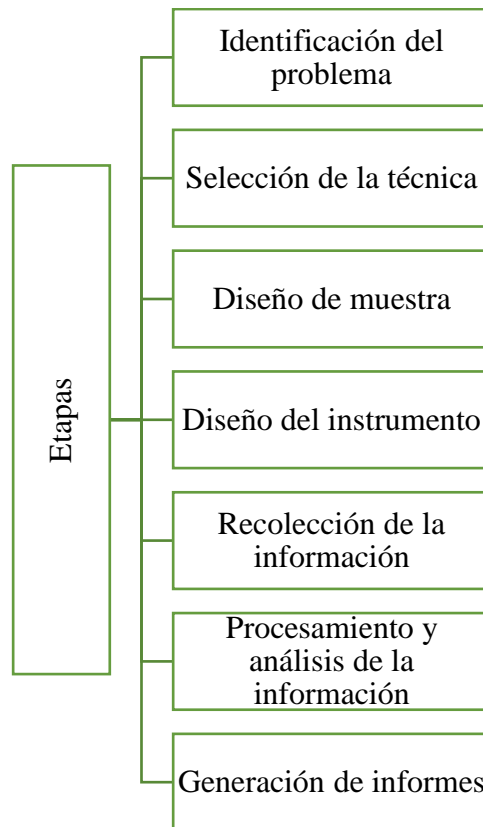 Etapas
Identificación del
problema
Selección de la técnica
Diseño de muestra
Diseño del instrumento
Recolección de la
información
Procesamiento y
análisis de la
información
Generación de informes